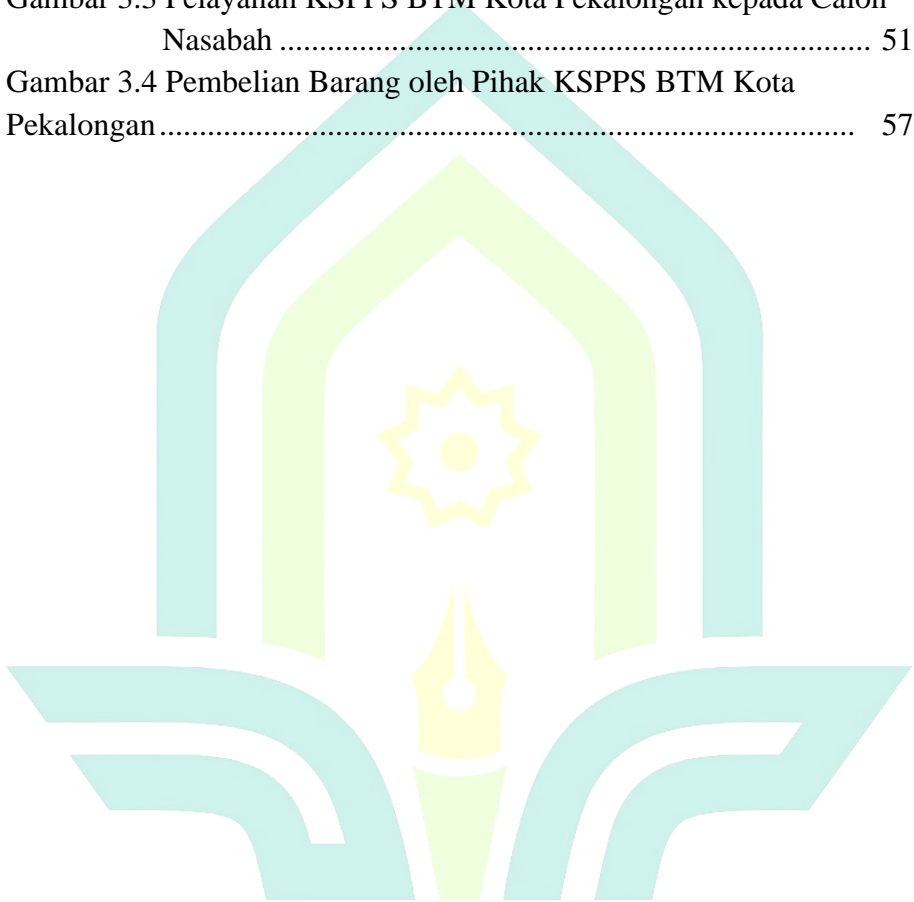 Gambar 3.3 Pelayanan KSPPS BTM Kota Pekalongan kepada Calon
Nasabah .......................................................................... 51
Gambar 3.4 Pembelian Barang oleh Pihak KSPPS BTM Kota
Pekalongan ....................................................................................... 57